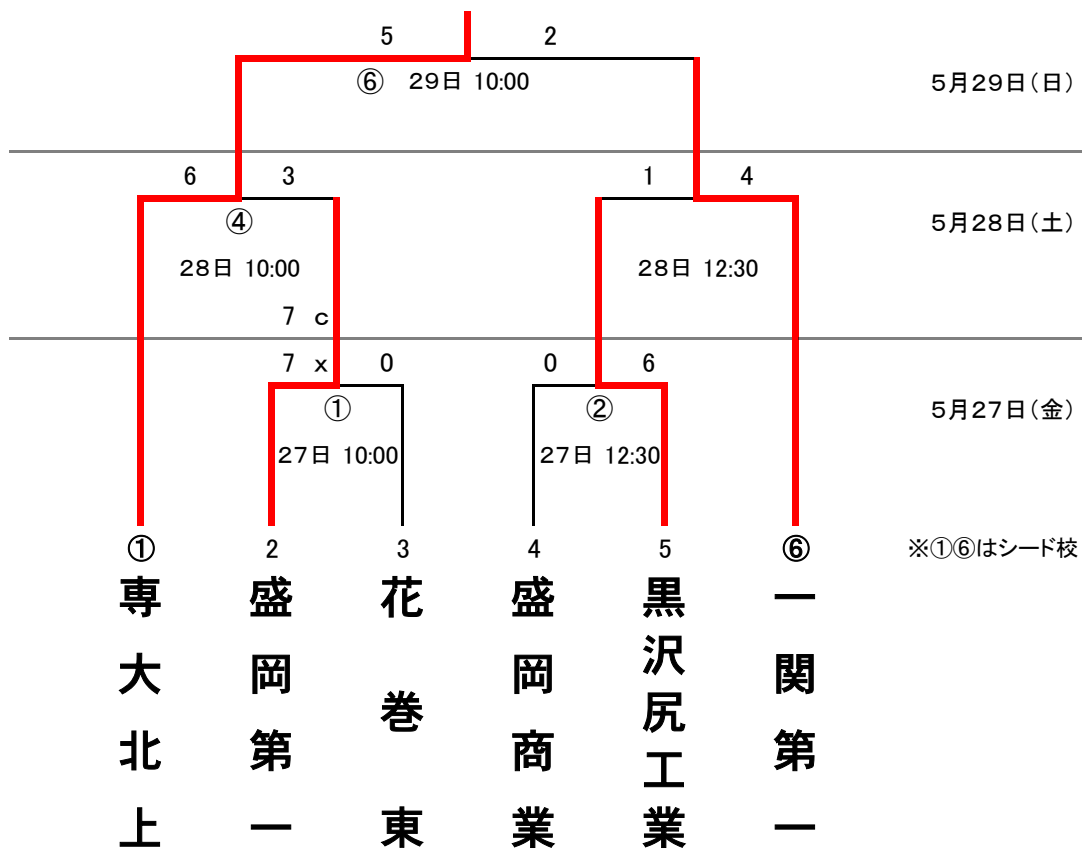 5 2
⑥ 29日 10:00 5月29日(日)
6 3 1 4
④ 5月28日(土)
28日 10:00 28日 12:30
7 c
7 x 0 0 6
① ② 5月27日(金)
27日 10:00 27日 12:30
① 2 3 4 5 ⑥ ※①⑥はシード校
専大北上
盛岡第一
花巻東
盛岡商業
黒沢尻工業
一関第一